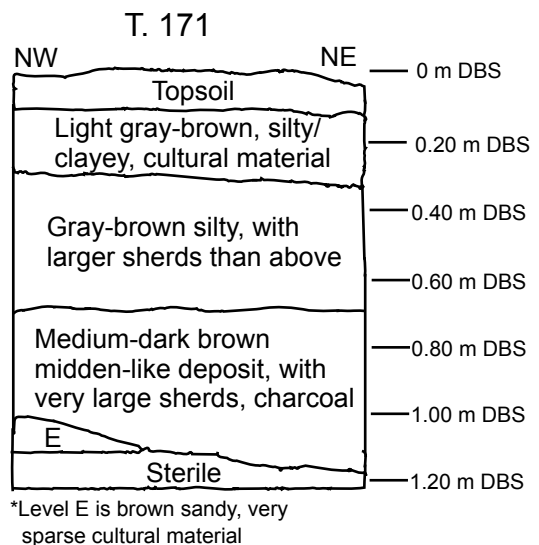 T. 171
NW
NE
0 m DBS
Topsoil
Light gray-brown, silty/
clayey, cultural material
0.20 m DBS
0.40 m DBS
Gray-brown silty, with
larger sherds than above
0.60 m DBS
Medium-dark brown
midden-like deposit, with
very large sherds, charcoal
0.80 m DBS
1.00 m DBS
E
Sterile
1.20 m DBS
*Level E is brown sandy, very
sparse cultural material